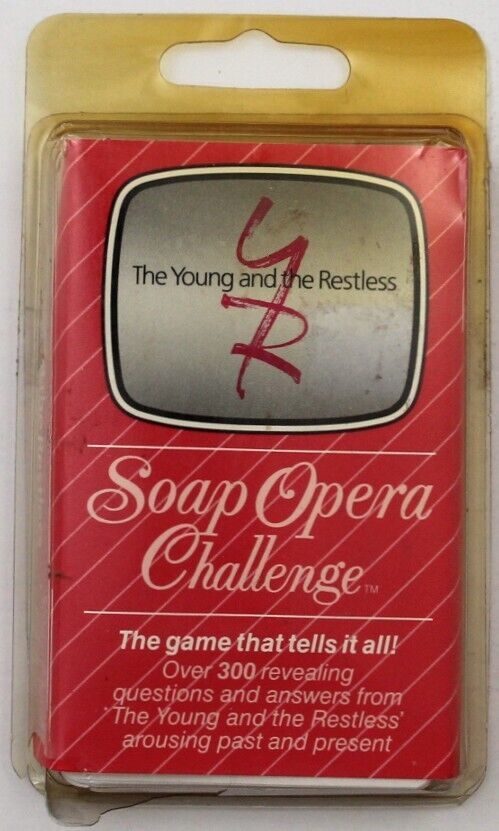 YR
The Young and the Restless
Soap Opera
Challenge™
The game that tells it all!
Over 300 revealing
questions and answers from
'The Young and the Restless'
arousing past and present